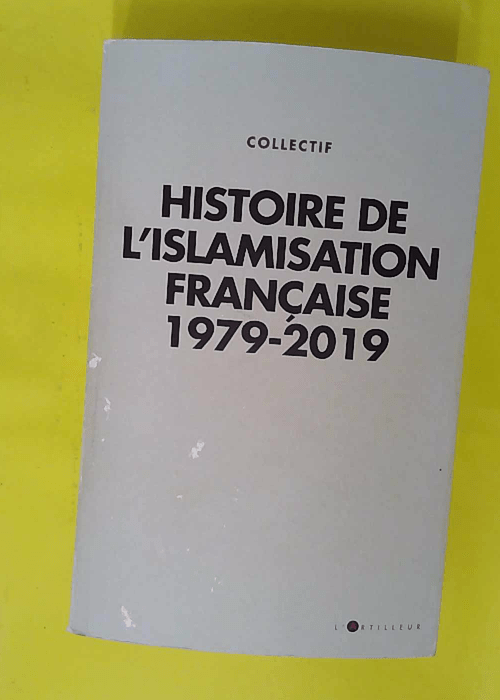 COLLECTIF
HISTOIRE DE
L'ISLAMISATION
FRANÇAISE
1979-2019
L'ARTILLEUR